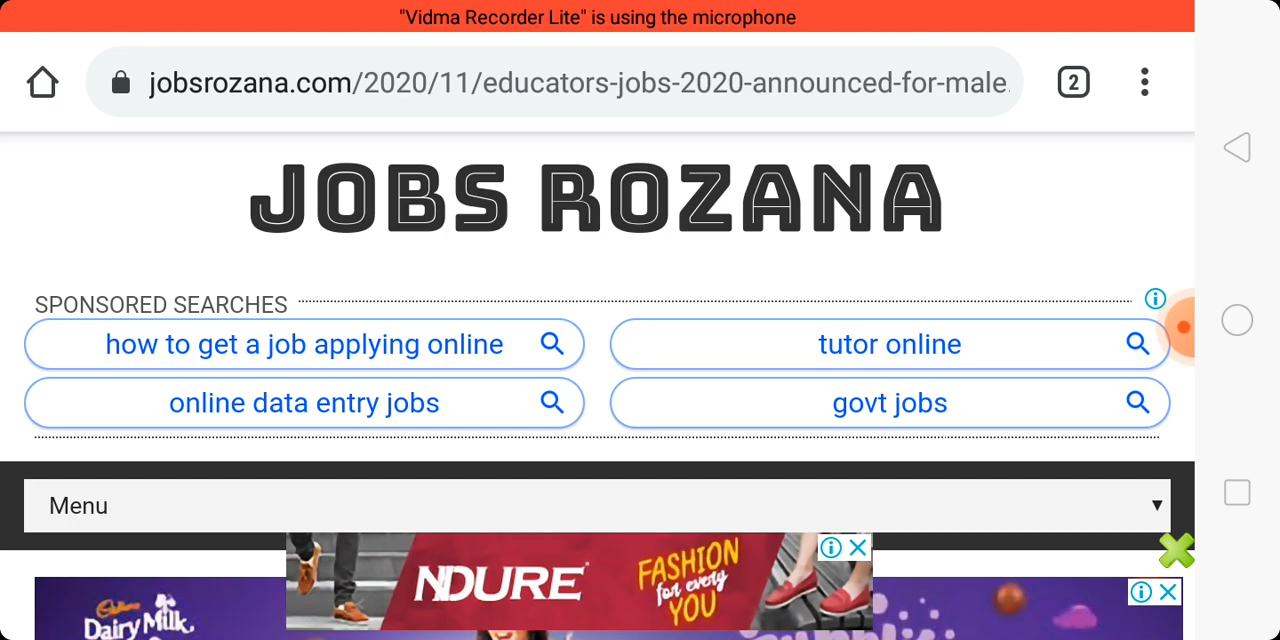 "Vidma Recorder Lite" is using the microphone
jobsrozana.com/2020/11/educators-jobs-2020-announced-for-male.
2
JOBS ROZANA
SPONSORED SEARCHES
how to get a job applying online
tutor online
online data entry jobs
govt jobs
Menu
NDURE
FASHION
for every
YOU
Cadbury
Dairy Milk